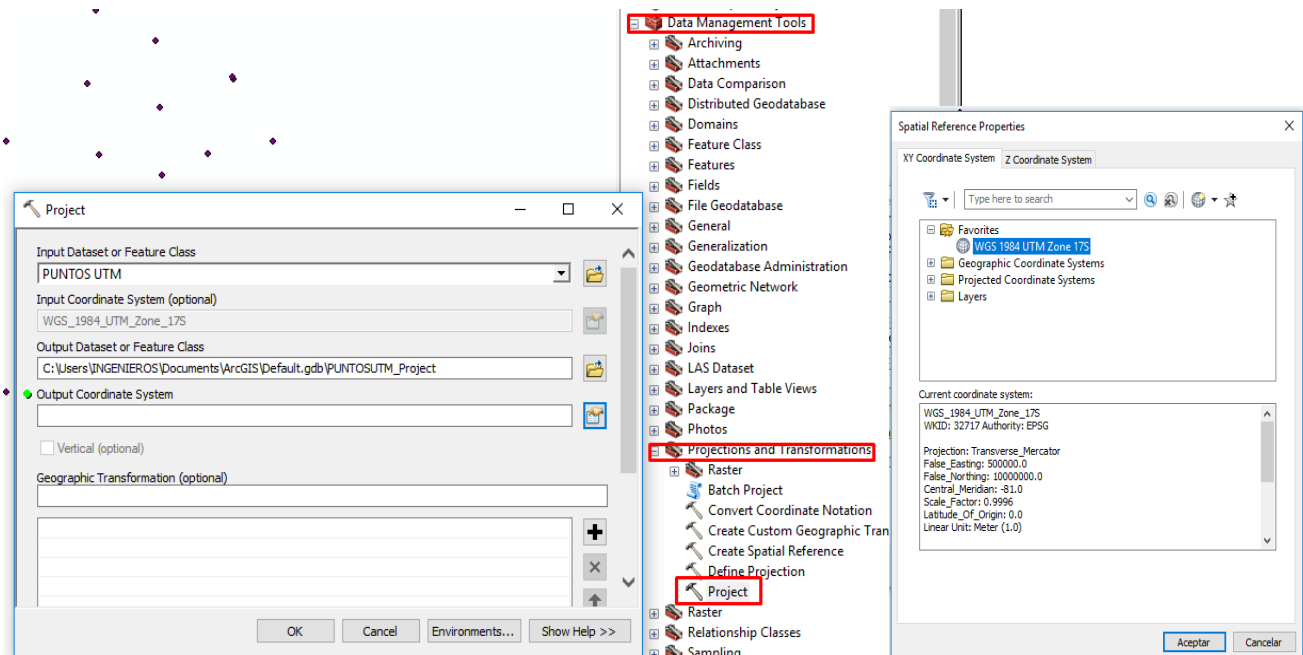 Data Management Tools
Archiving
Attachments
Data Comparison
Distributed Geodatabase
Domains
Feature Class
Features
Fields
File Geodatabase
General
Generalization
Geodatabase Administration
Geometric Network
Graph
Indexes
Joins
LAS Dataset
Layers and Table Views
Package
Photos
Projections and Transformations
Raster
Batch Project
Convert Coordinate Notation
Create Custom Geographic Tran
Create Spatial Reference
Define Projection
Project
Raster
Relationship Classes
Sampling
Project
Input Dataset or Feature Class
PUNTOS UTM
Input Coordinate System (optional)
WGS_1984_UTM_Zone_17S
Output Dataset or Feature Class
C:\Users\INGENIEROS\Documents\ArcGIS\Default.gdb\PUNTOSUTM_Project
Output Coordinate System
Vertical (optional)
Geographic Transformation (optional)
OK Cancel Environments... Show Help >>
Spatial Reference Properties
XY Coordinate System Z Coordinate System
Type here to search
Favorites
WGS 1984 UTM Zone 17S
Geographic Coordinate Systems
Projected Coordinate Systems
Layers
Current coordinate system:
WGS_1984_UTM_Zone_17S
WKID: 32717 Authority: EPSG
Projection: Transverse_Mercator
False_Easting: 500000.0
False_Northing: 10000000.0
Central_Meridian: -81.0
Scale_Factor: 0.9996
Latitude_Of_Origin: 0.0
Linear Unit: Meter (1.0)
Aceptar Cancelar